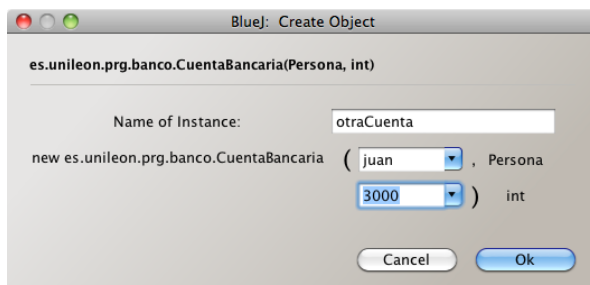 BlueJ: Create Object
es.unileon.prg.banco.CuentaBancaria(Persona, int)
Name of Instance: otraCuenta
new es.unileon.prg.banco.CuentaBancaria ( juan , Persona
3000 ) int
Cancel Ok